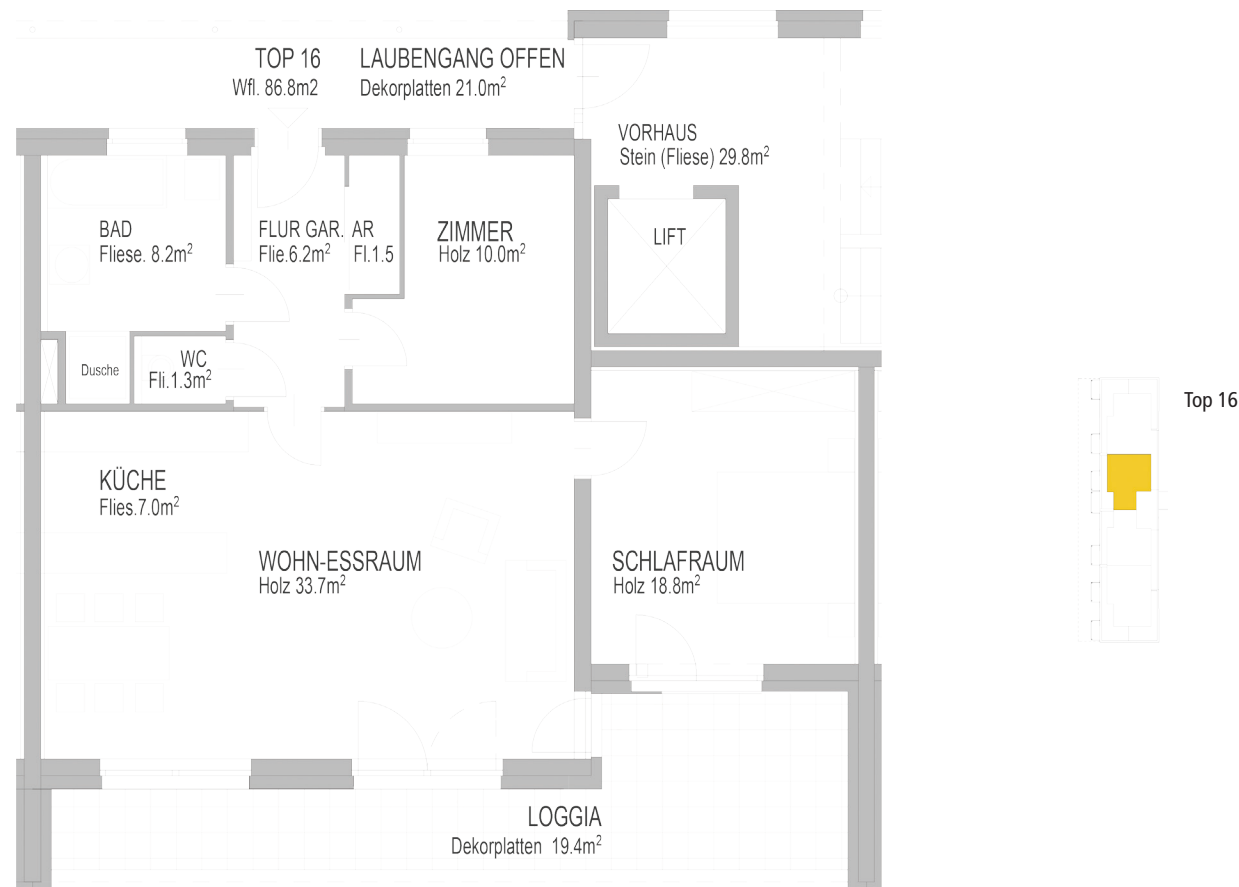 TOP 16
Wfl. 86.8m2
LAUBENGANG OFFEN
Dekorplatten 21.0m²
VORHAUS
Stein (Fliese) 29.8m²
LIFT
BAD
Fliese. 8.2m²
FLUR GAR.
Flie.6.2m²
AR
Fl.1.5
ZIMMER
Holz 10.0m²
Dusche
WC
Fli.1.3m²
Top 16
KÜCHE
Flies.7.0m²
WOHN-ESSRAUM
Holz 33.7m²
SCHLAFRAUM
Holz 18.8m²
LOGGIA
Dekorplatten 19.4m²